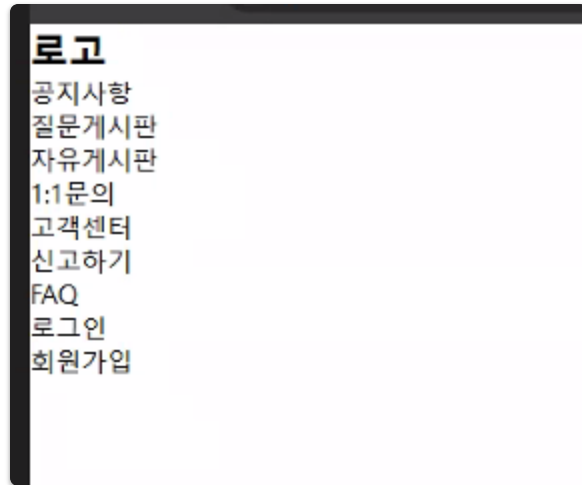 로고
공지사항
질문게시판
자유게시판
1:1문의
고객센터
신고하기
FAQ
로그인
회원가입